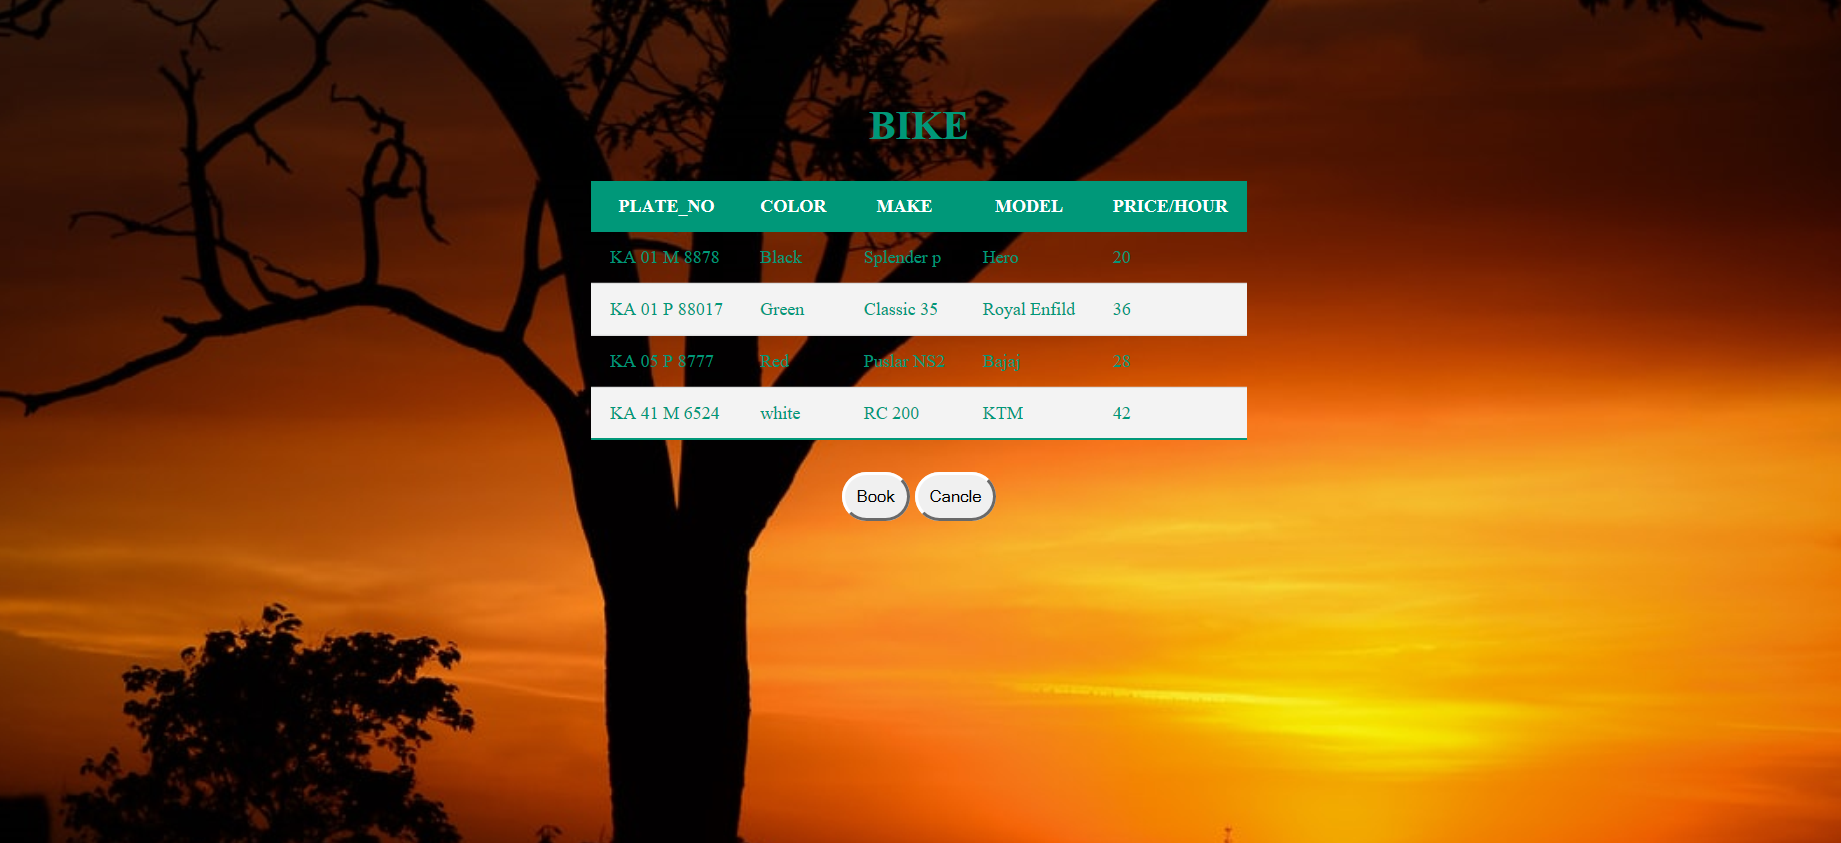 BIKE
PLATE_NO COLOR MAKE MODEL PRICE/HOUR
KA 01 M 8878 Black Splender p Hero 20
KA 01 P 88017 Green Classic 35 Royal Enfild 36
KA 05 P 8777 Red Puslar NS2 Bajaj 28
KA 41 M 6524 white RC 200 KTM 42
Book Cancle